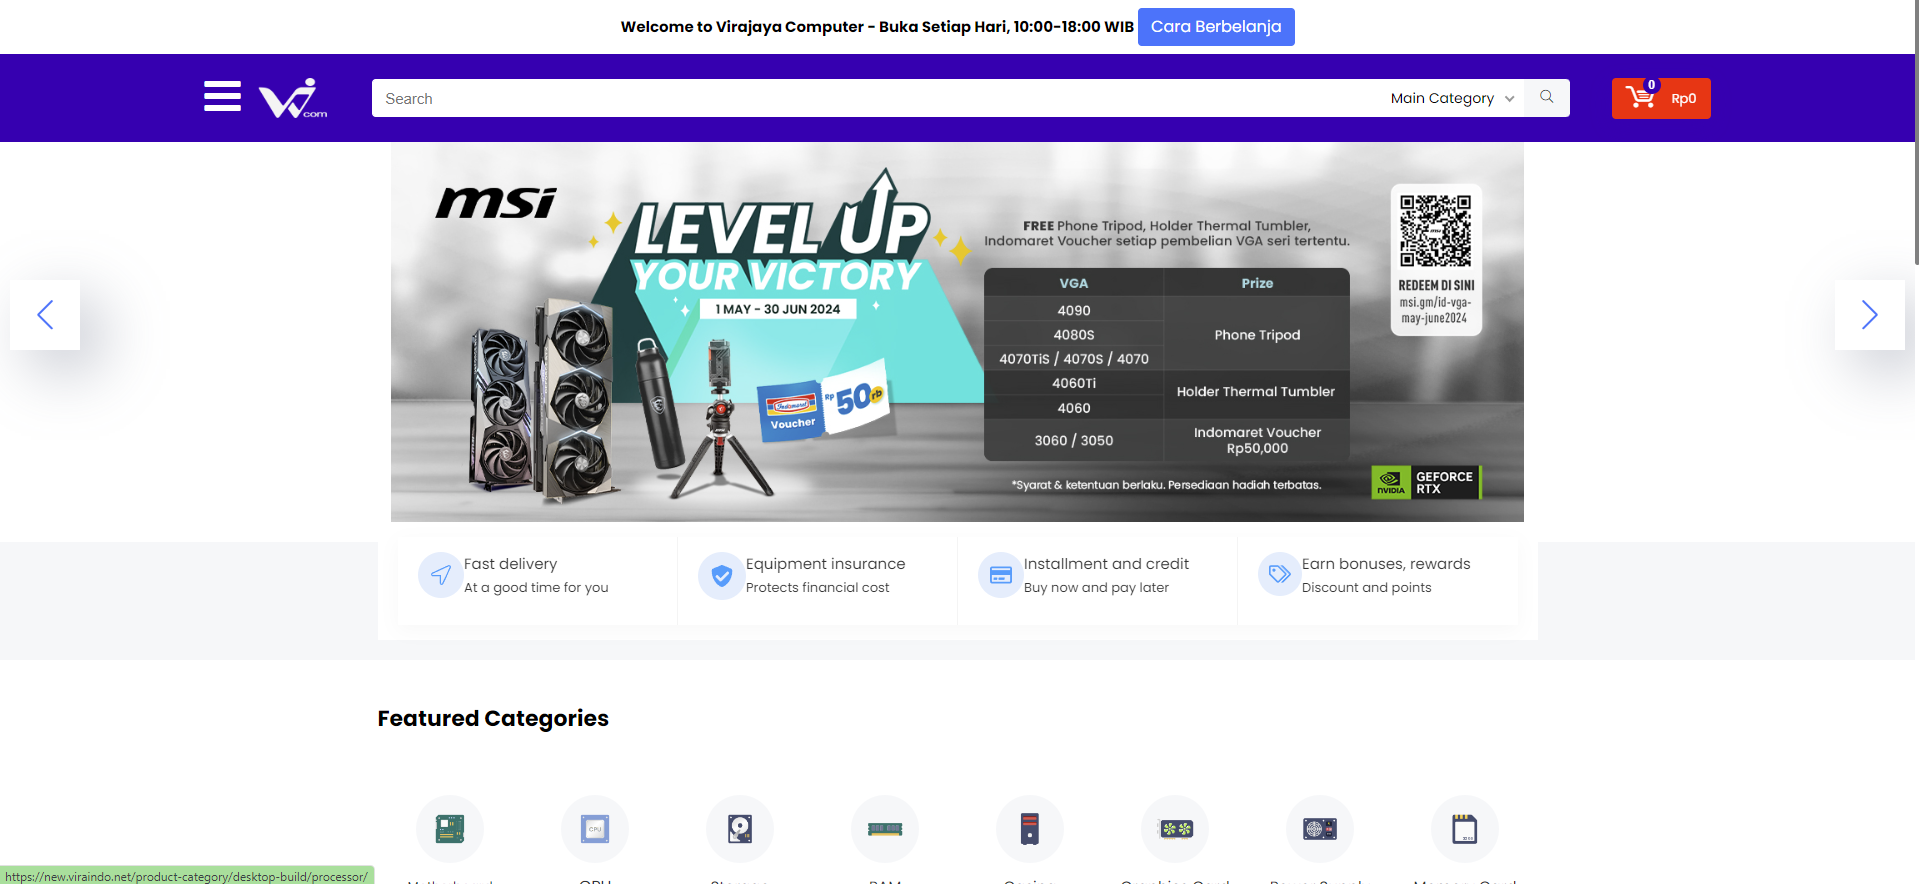 Welcome to Virajaya Computer - Buka Setiap Hari, 10:00-18:00 WIB Cara Berbelanja
Vi com
Search
Main Category
0
Rp0
msi
LEVEL UP
YOUR VICTORY
1 MAY - 30 JUN 2024
Indomaret
Voucher
Rp 50 rb
FREE Phone Tripod, Holder Thermal Tumbler,
Indomaret Voucher setiap pembelian VGA seri tertentu.
VGA Prize
4090
4080S
4070TiS / 4070S / 4070
Phone Tripod
4060Ti
4060
Holder Thermal Tumbler
3060 / 3050
Indomaret Voucher
Rp50,000
*Syarat & ketentuan berlaku. Persediaan hadiah terbatas.
REDEEM DI SINI
msi.gm/id-vga-
may-june2024
NVIDIA
GEFORCE
RTX
Fast delivery
At a good time for you
Equipment insurance
Protects financial cost
Installment and credit
Buy now and pay later
Earn bonuses, rewards
Discount and points
Featured Categories
CPU
https://new.viraindo.net/product-category/desktop-build/processor/